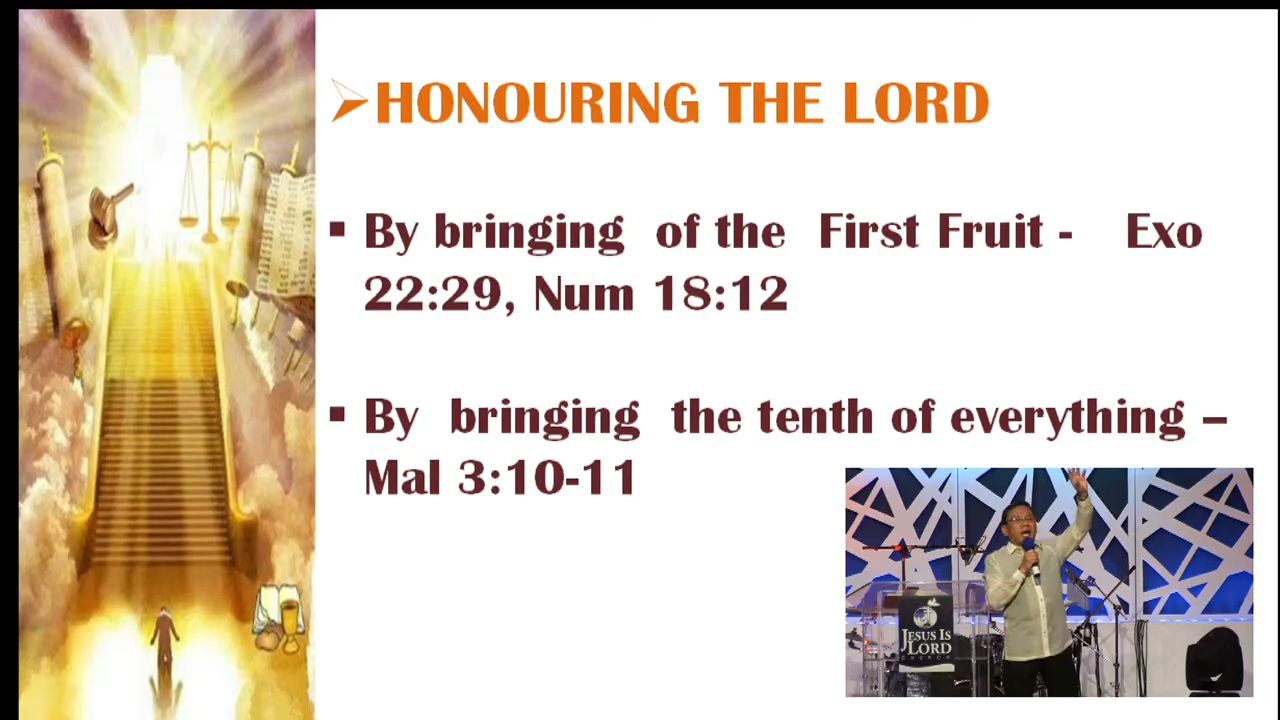 ➢HONOURING THE LORD
▪ By bringing of the First Fruit - Exo
22:29, Num 18:12
▪ By bringing the tenth of everything –
Mal 3:10-11
JESUS IS
LORD
CHURCH